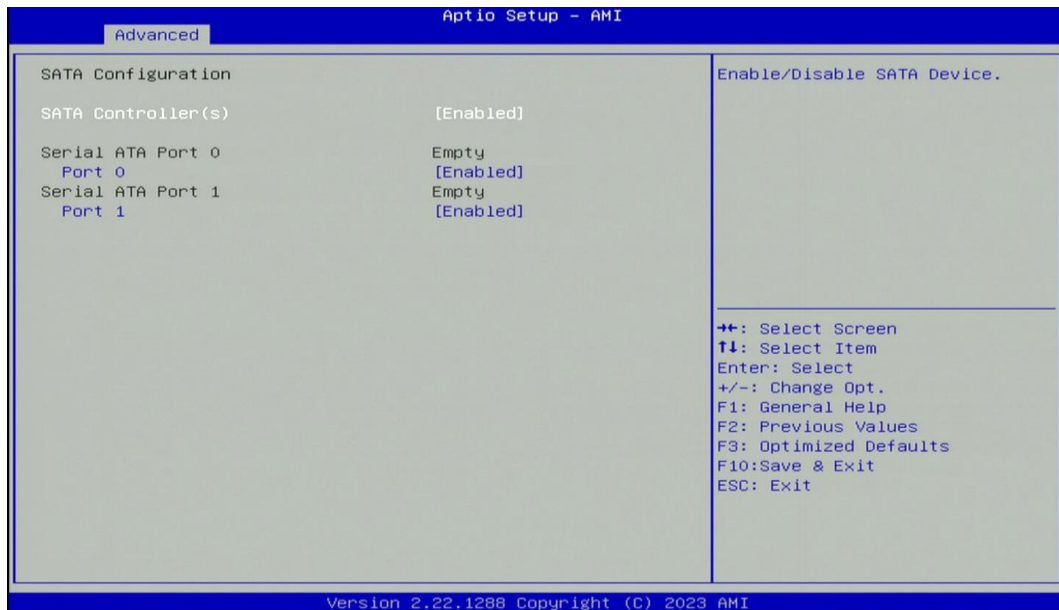 Aptio Setup – AMI
Advanced
SATA Configuration
SATA Controller(s) [Enabled]
Serial ATA Port 0 Empty
Port 0 [Enabled]
Serial ATA Port 1 Empty
Port 1 [Enabled]
Enable/Disable SATA Device.
→←: Select Screen
↑↓: Select Item
Enter: Select
+/-: Change Opt.
F1: General Help
F2: Previous Values
F3: Optimized Defaults
F10:Save & Exit
ESC: Exit
Version 2.22.1288 Copyright (C) 2023 AMI